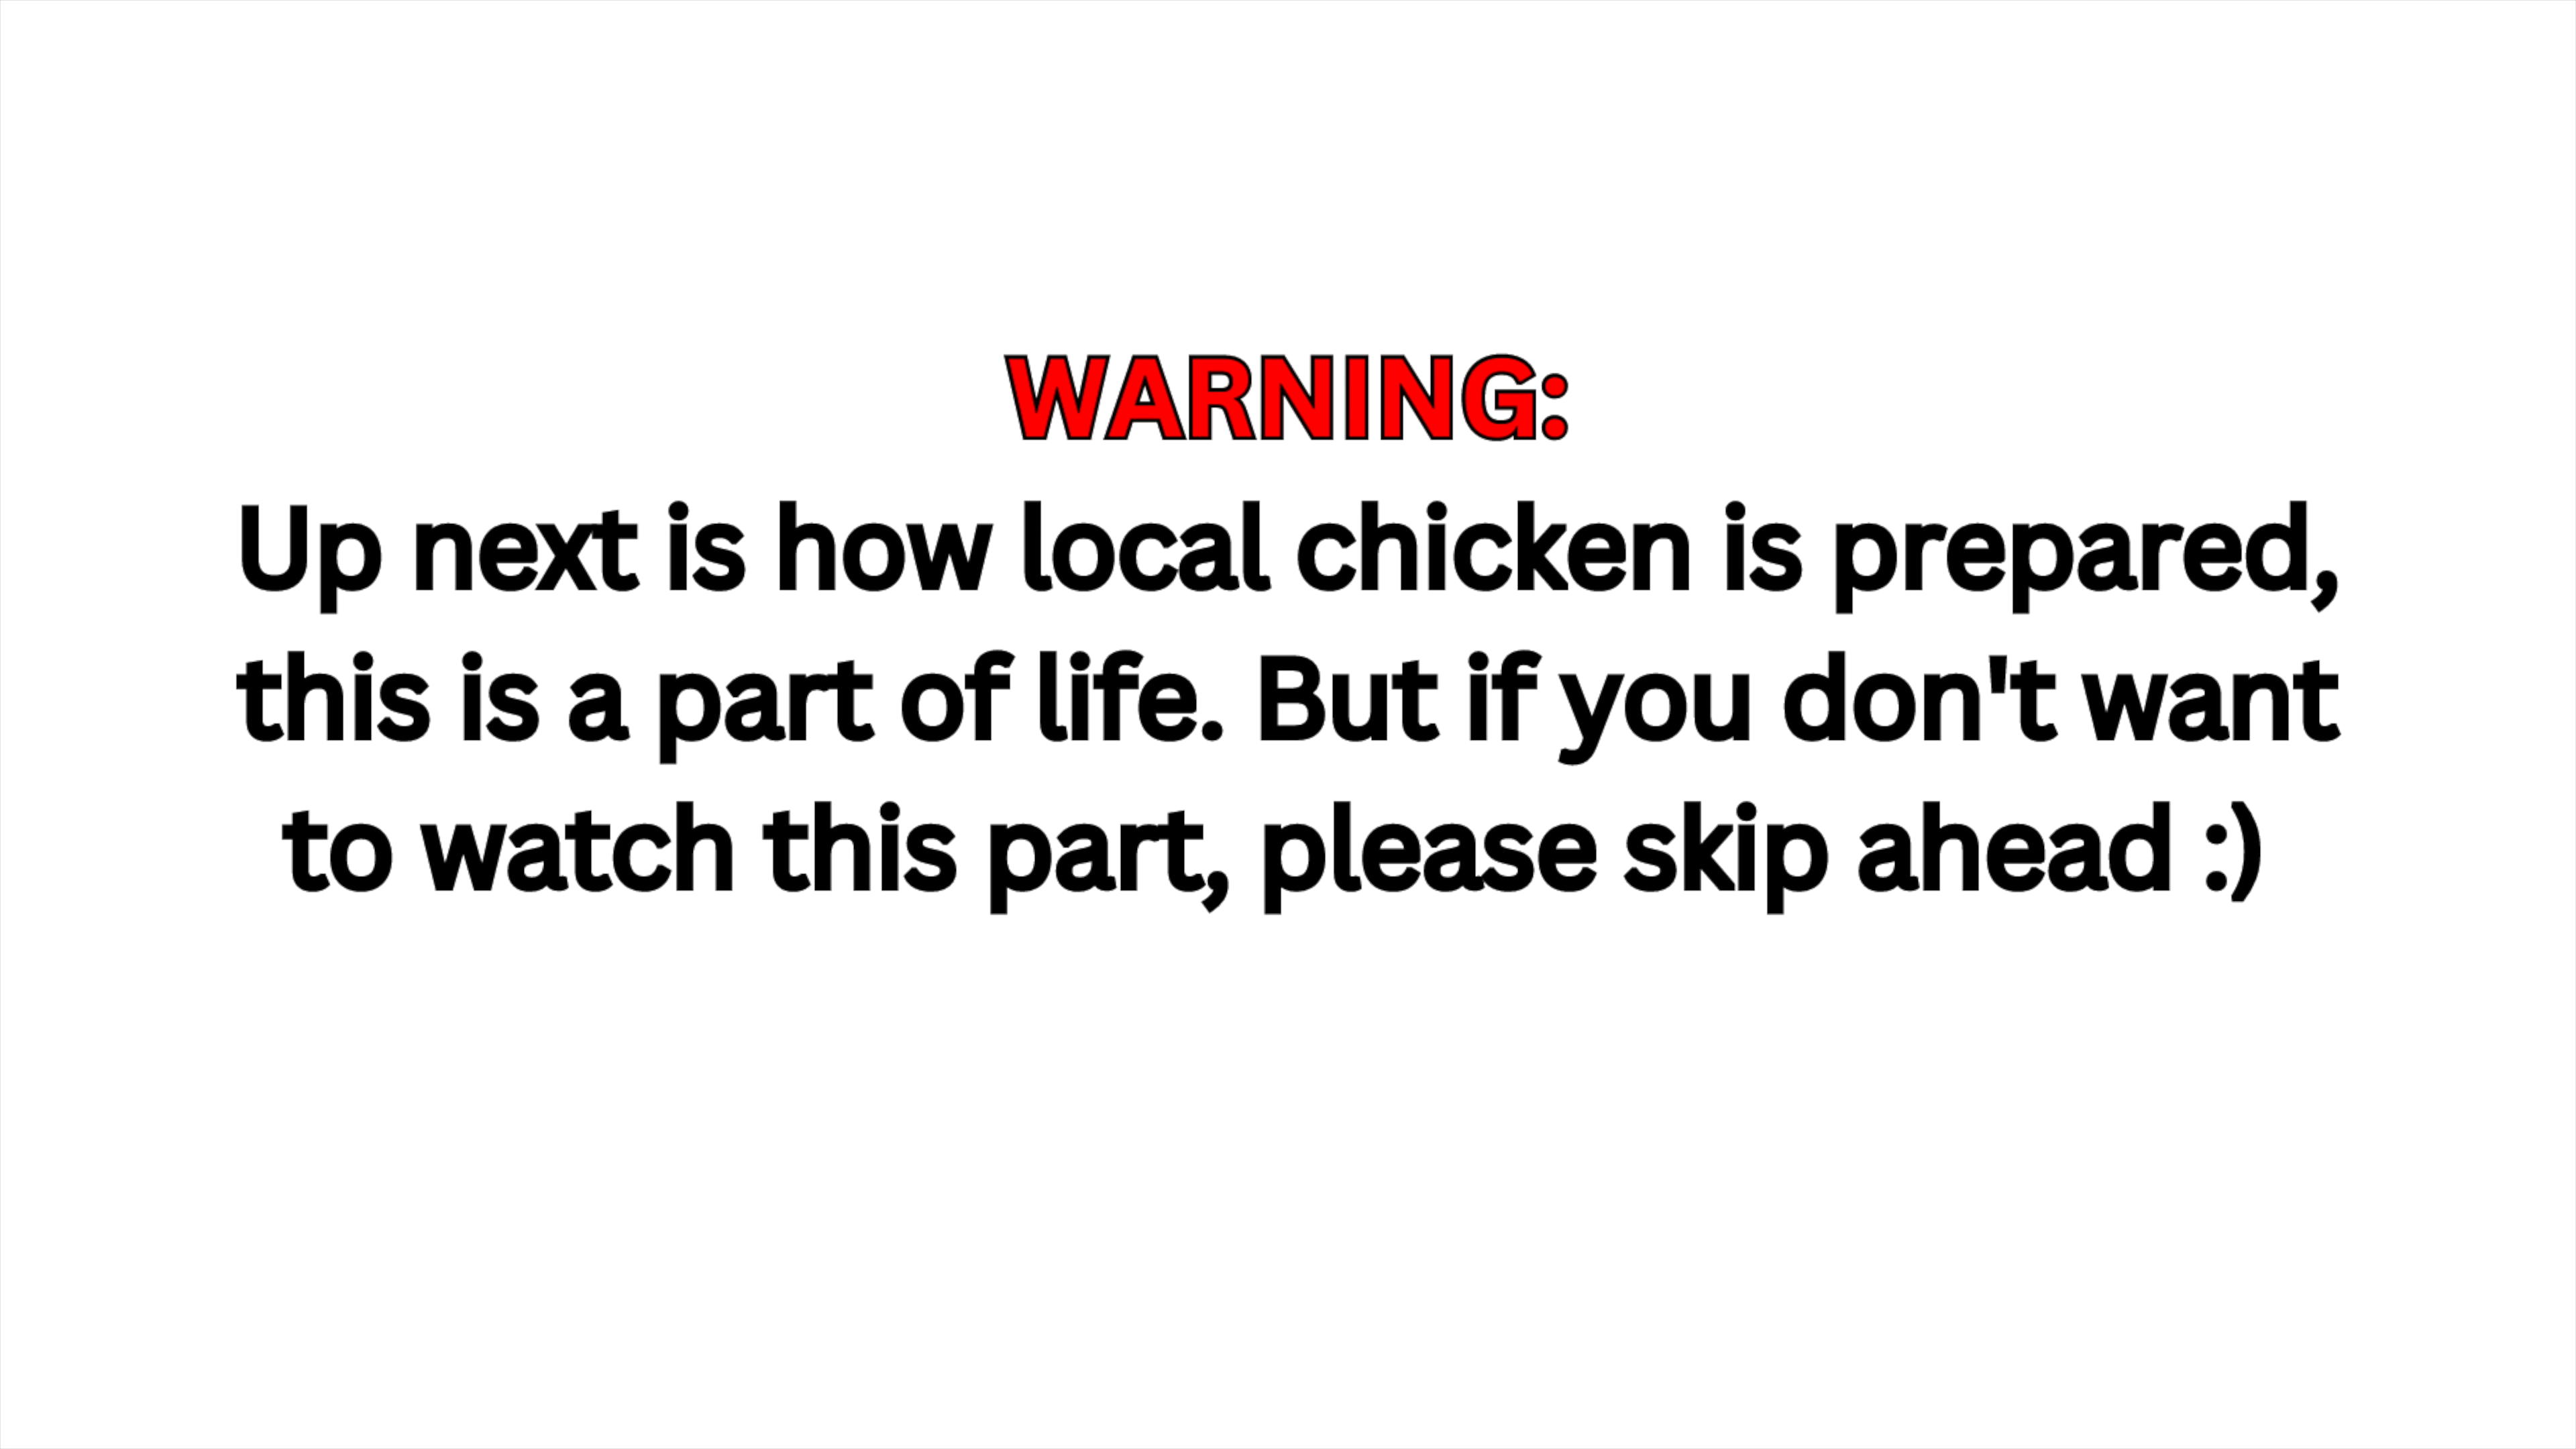 WARNING:
Up next is how local chicken is prepared,
this is a part of life. But if you don't want
to watch this part, please skip ahead :)